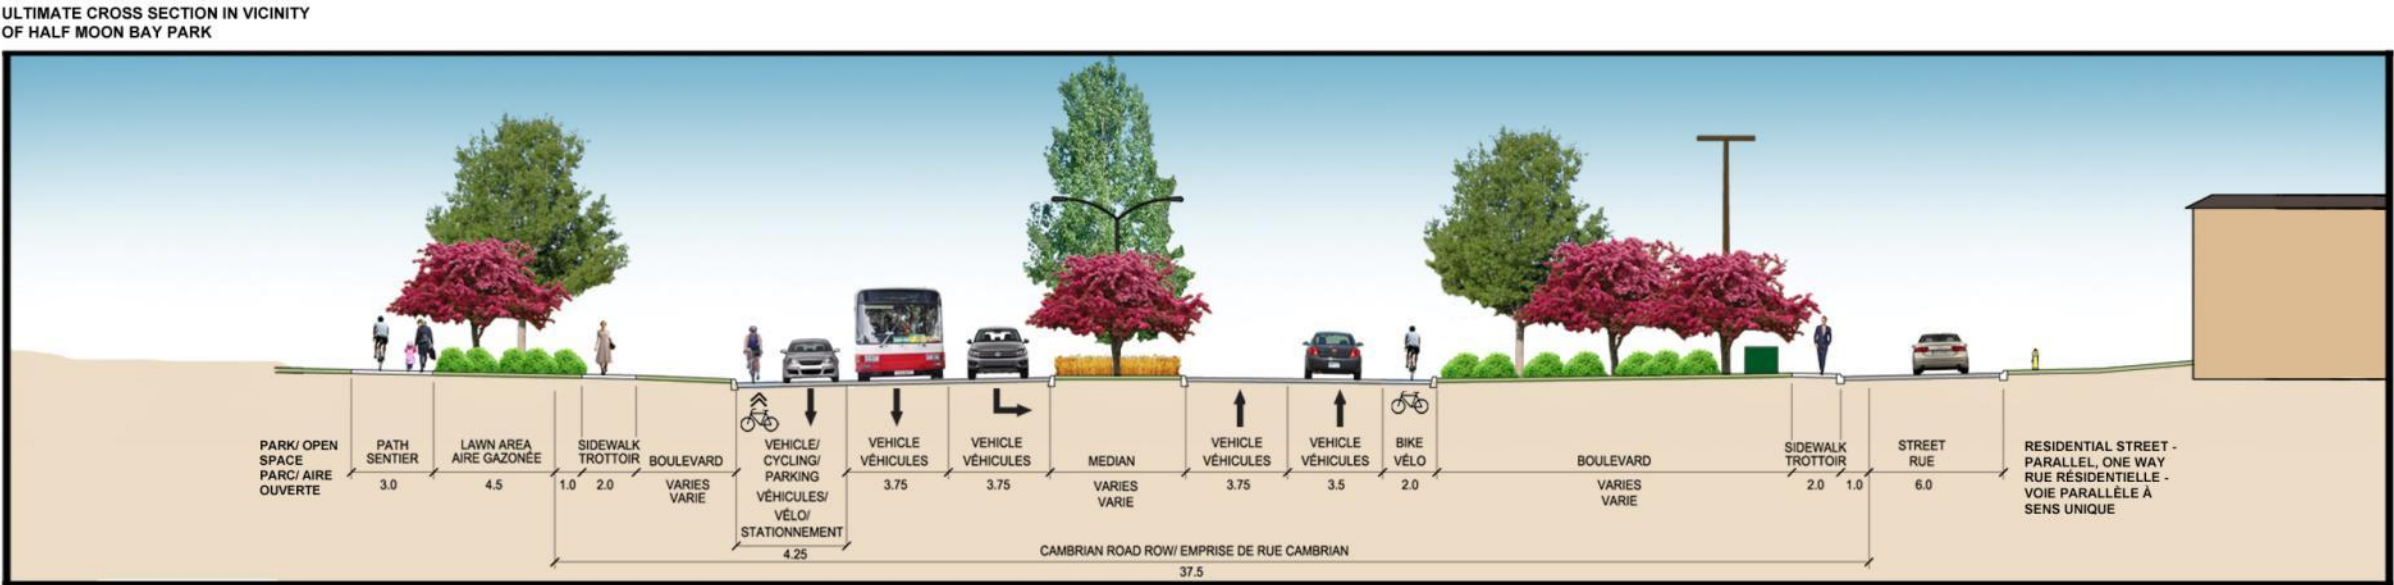 ULTIMATE CROSS SECTION IN VICINITY
OF HALF MOON BAY PARK
PARK/ OPEN
SPACE
PARC/ AIRE
OUVERTE
PATH
SENTIER
3.0
LAWN AREA
AIRE GAZONÉE
4.5
1.0
SIDEWALK
TROTTOIR
2.0
BOULEVARD
VARIES
VARIE
VEHICLE/
CYCLING/
PARKING
VÉHICULES/
VÉLO/
STATIONNEMENT
4.25
VEHICLE
VÉHICULES
3.75
VEHICLE
VÉHICULES
3.75
MEDIAN
VARIES
VARIE
VEHICLE
VÉHICULES
3.75
VEHICLE
VÉHICULES
3.5
BIKE
VÉLO
2.0
BOULEVARD
VARIES
VARIE
SIDEWALK
TROTTOIR
2.0
1.0
STREET
RUE
6.0
RESIDENTIAL STREET -
PARALLEL, ONE WAY
RUE RÉSIDENTIELLE -
VOIE PARALLÈLE À
SENS UNIQUE
CAMBRIAN ROAD ROW/ EMPRISE DE RUE CAMBRIAN
37.5